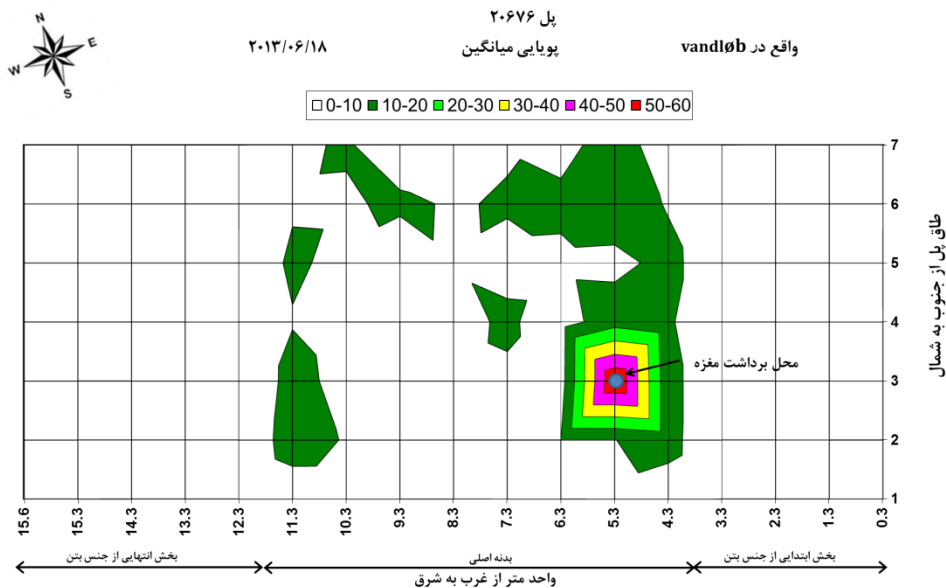 پل ۲۰۶۷۶
واقع در vandløb
پویایی میانگین
۲۰۱۳/۰۶/۱۸
N
E
W
S
0-10 10-20 20-30 30-40 40-50 50-60
7
6
5
4
3
2
1
طاق پل از جنوب به شمال
محل برداشت مغزه
15.6 14.3 13.3 12.3 11.3 10.3 9.3 8.3 7.3 6.3 5.3 4.3 3.3 2.3 1.3 0.3
بخش ابتدایی از جنس بتن
بدنه اصلی
بخش انتهایی از جنس بتن
واحد متر از غرب به شرق